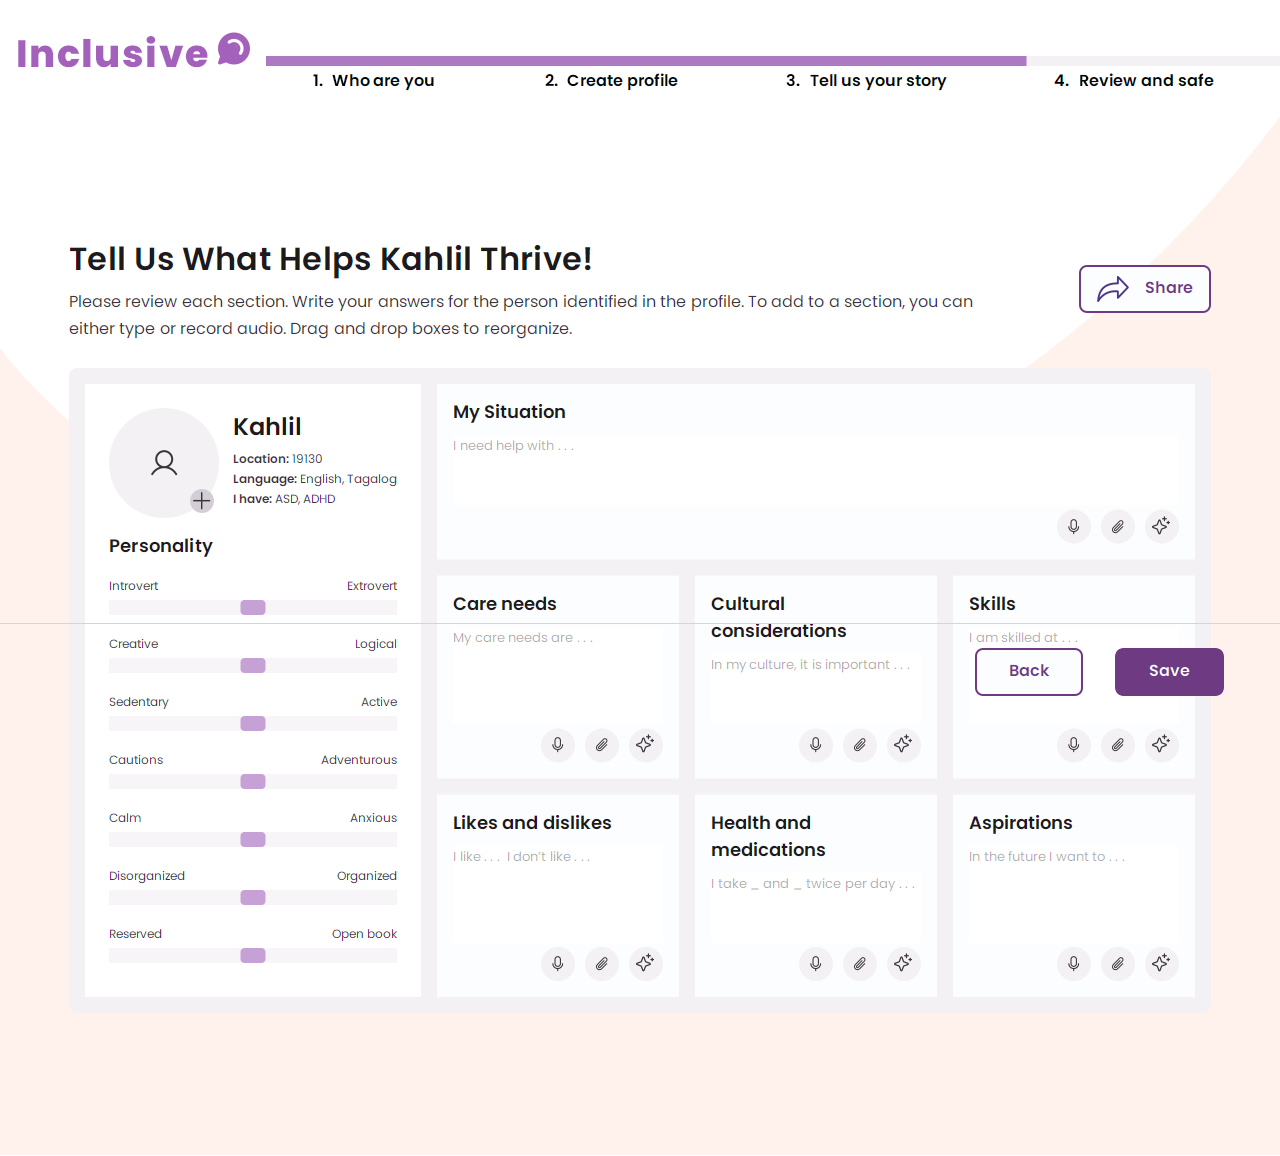 Inclusive
1. Who are you
2. Create profile
3. Tell us your story
4. Review and safe
Tell Us What Helps Kahlil Thrive!
Please review each section. Write your answers for the person identified in the profile. To add to a section, you can
either type or record audio. Drag and drop boxes to reorganize.
Share
Kahlil
Location: 19130
Language: English, Tagalog
I have: ASD, ADHD
Personality
Introvert Extrovert
Creative Logical
Sedentary Active
Cautions Adventurous
Calm Anxious
Disorganized Organized
Reserved Open book
My Situation
I need help with . . .
Care needs
My care needs are . . .
Cultural
considerations
In my culture, it is important . . .
Skills
I am skilled at . . .
Back
Save
Likes and dislikes
I like . . .  I don't like . . .
Health and
medications
I take _ and _ twice per day . . .
Aspirations
In the future I want to . . .